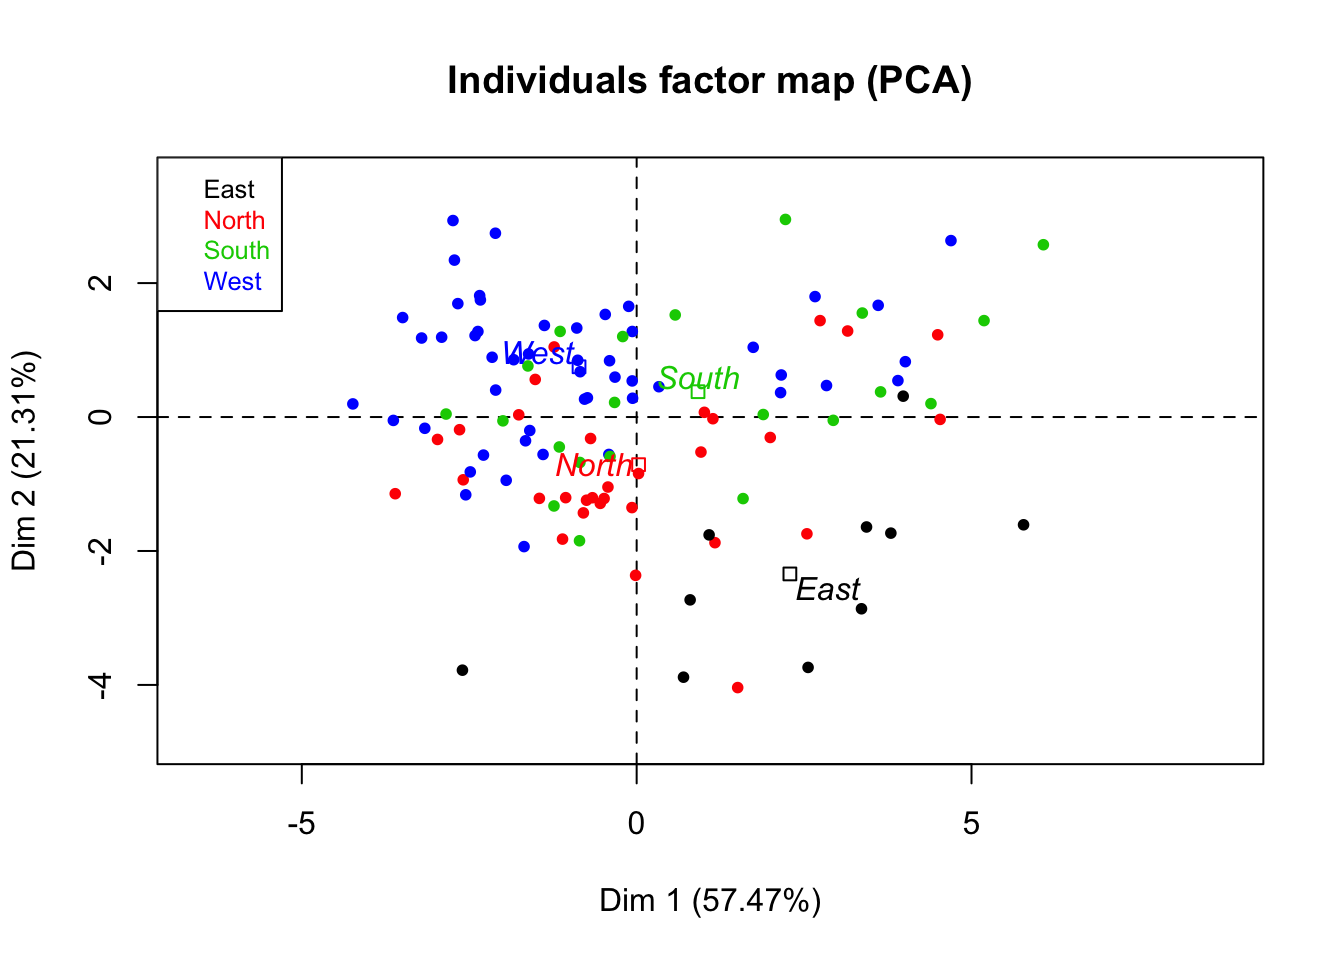 Individuals factor map (PCA)
East
North
South
West
West
South
North
East
Dim 2 (21.31%)
2
0
-2
-4
-5
0
5
Dim 1 (57.47%)